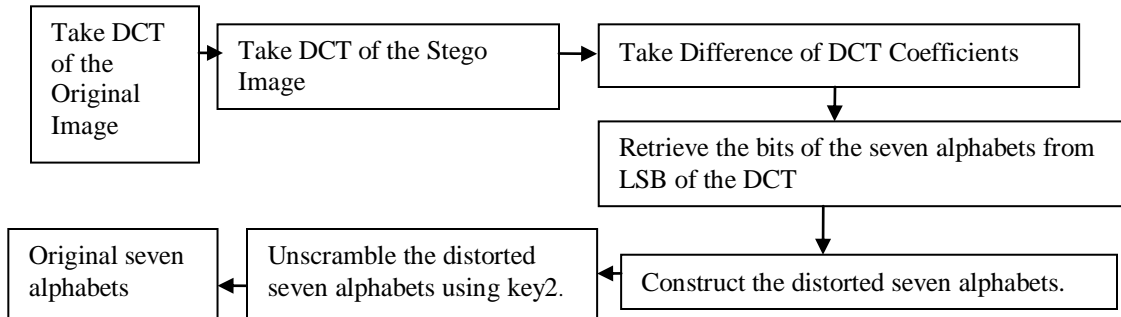 Take DCT
of the
Original
Image
Take DCT of the Stego
Image
Take Difference of DCT Coefficients
Retrieve the bits of the seven alphabets from
LSB of the DCT
Construct the distorted seven alphabets.
Unscramble the distorted
seven alphabets using key2.
Original seven
alphabets